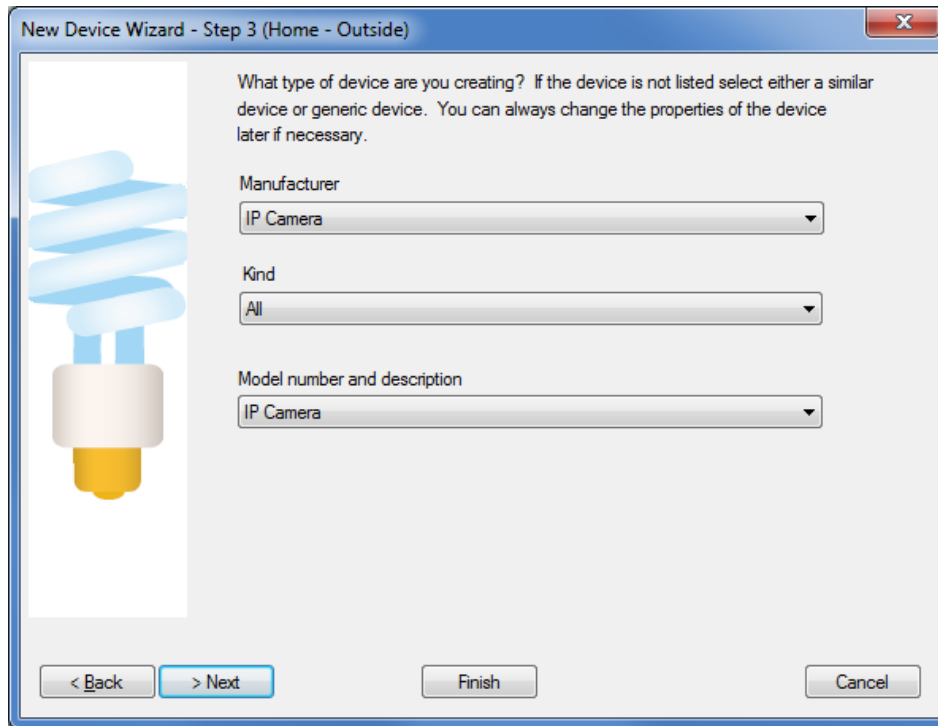 New Device Wizard - Step 3 (Home - Outside)
What type of device are you creating?  If the device is not listed select either a similar
device or generic device.  You can always change the properties of the device
later if necessary.
Manufacturer
IP Camera
Kind
All
Model number and description
IP Camera
< Back
> Next
Finish
Cancel